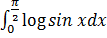 ∫₀^(π/2) log sin x dx